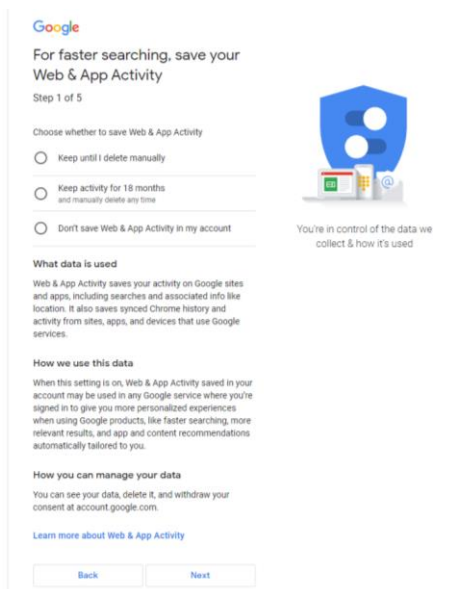 Google
For faster searching, save your
Web & App Activity
Step 1 of 5
Choose whether to save Web & App Activity
Keep until I delete manually
Keep activity for 18 months
and manually delete any time
Don't save Web & App Activity in my account
You're in control of the data we
collect & how it's used
What data is used
Web & App Activity saves your activity on Google sites
and apps, including searches and associated info like
location. It also saves synced Chrome history and
activity from sites, apps, and devices that use Google
services.
How we use this data
When this setting is on, Web & App Activity saved in your
account may be used in any Google service where you're
signed in to give you more personalized experiences
when using Google products, like faster searching, more
relevant results, and app and content recommendations
automatically tailored to you.
How you can manage your data
You can see your data, delete it, and withdraw your
consent at account.google.com.
Learn more about Web & App Activity
Back
Next